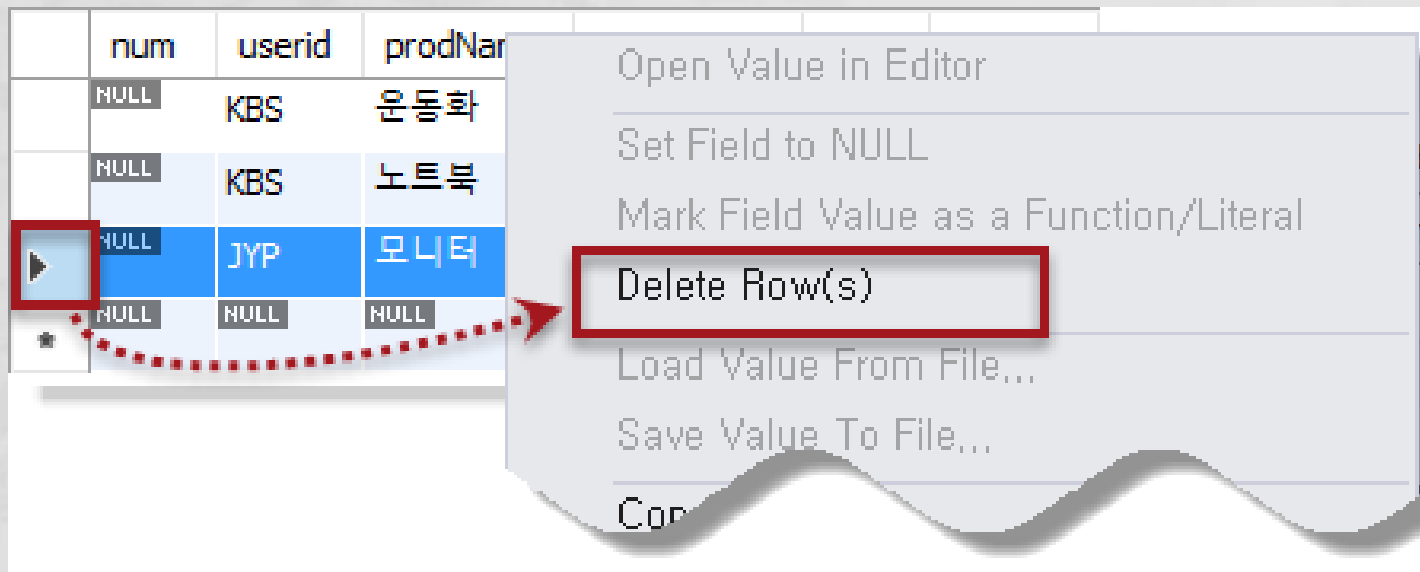 num userid prodNar
NULL KBS 운동화
NULL KBS 노트북
NULL JYP 모니터
NULL NULL NULL
Open Value in Editor
Set Field to NULL
Mark Field Value as a Function/Literal
Delete Row(s)
Load Value From File...
Save Value To File...